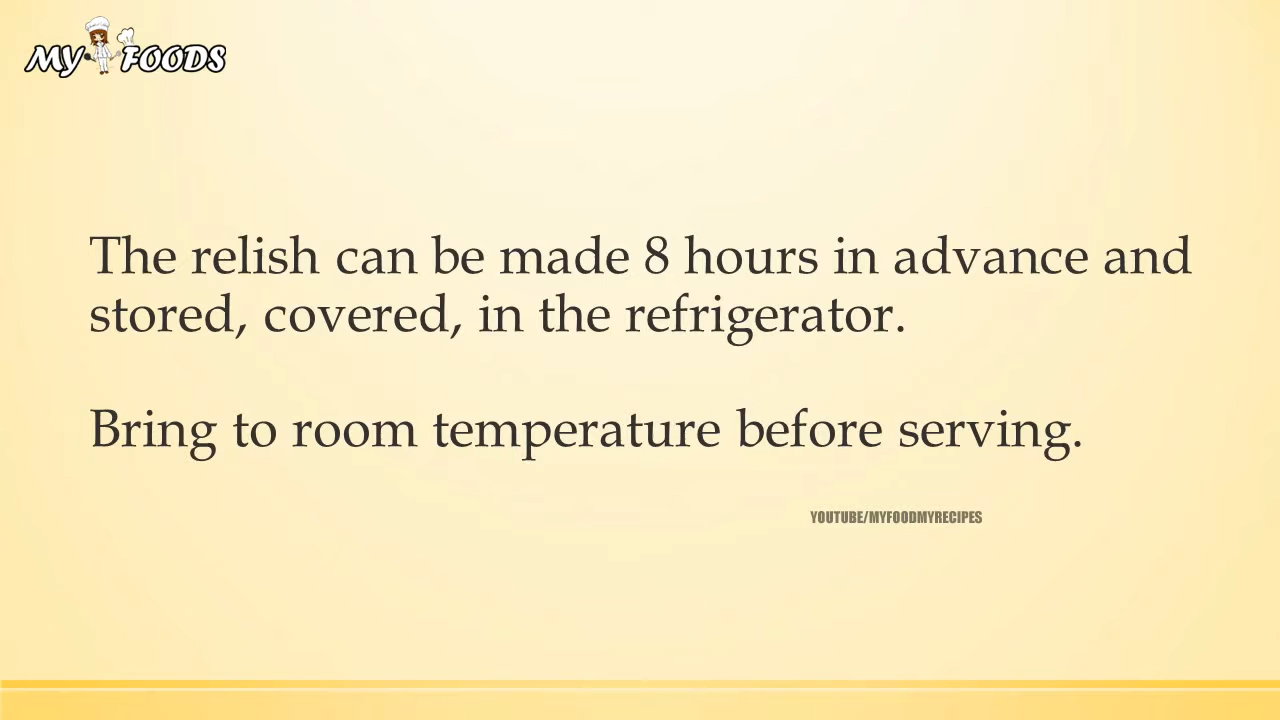 MY FOODS
The relish can be made 8 hours in advance and
stored, covered, in the refrigerator.
Bring to room temperature before serving.
YOUTUBE/MYFOODMYRECIPES